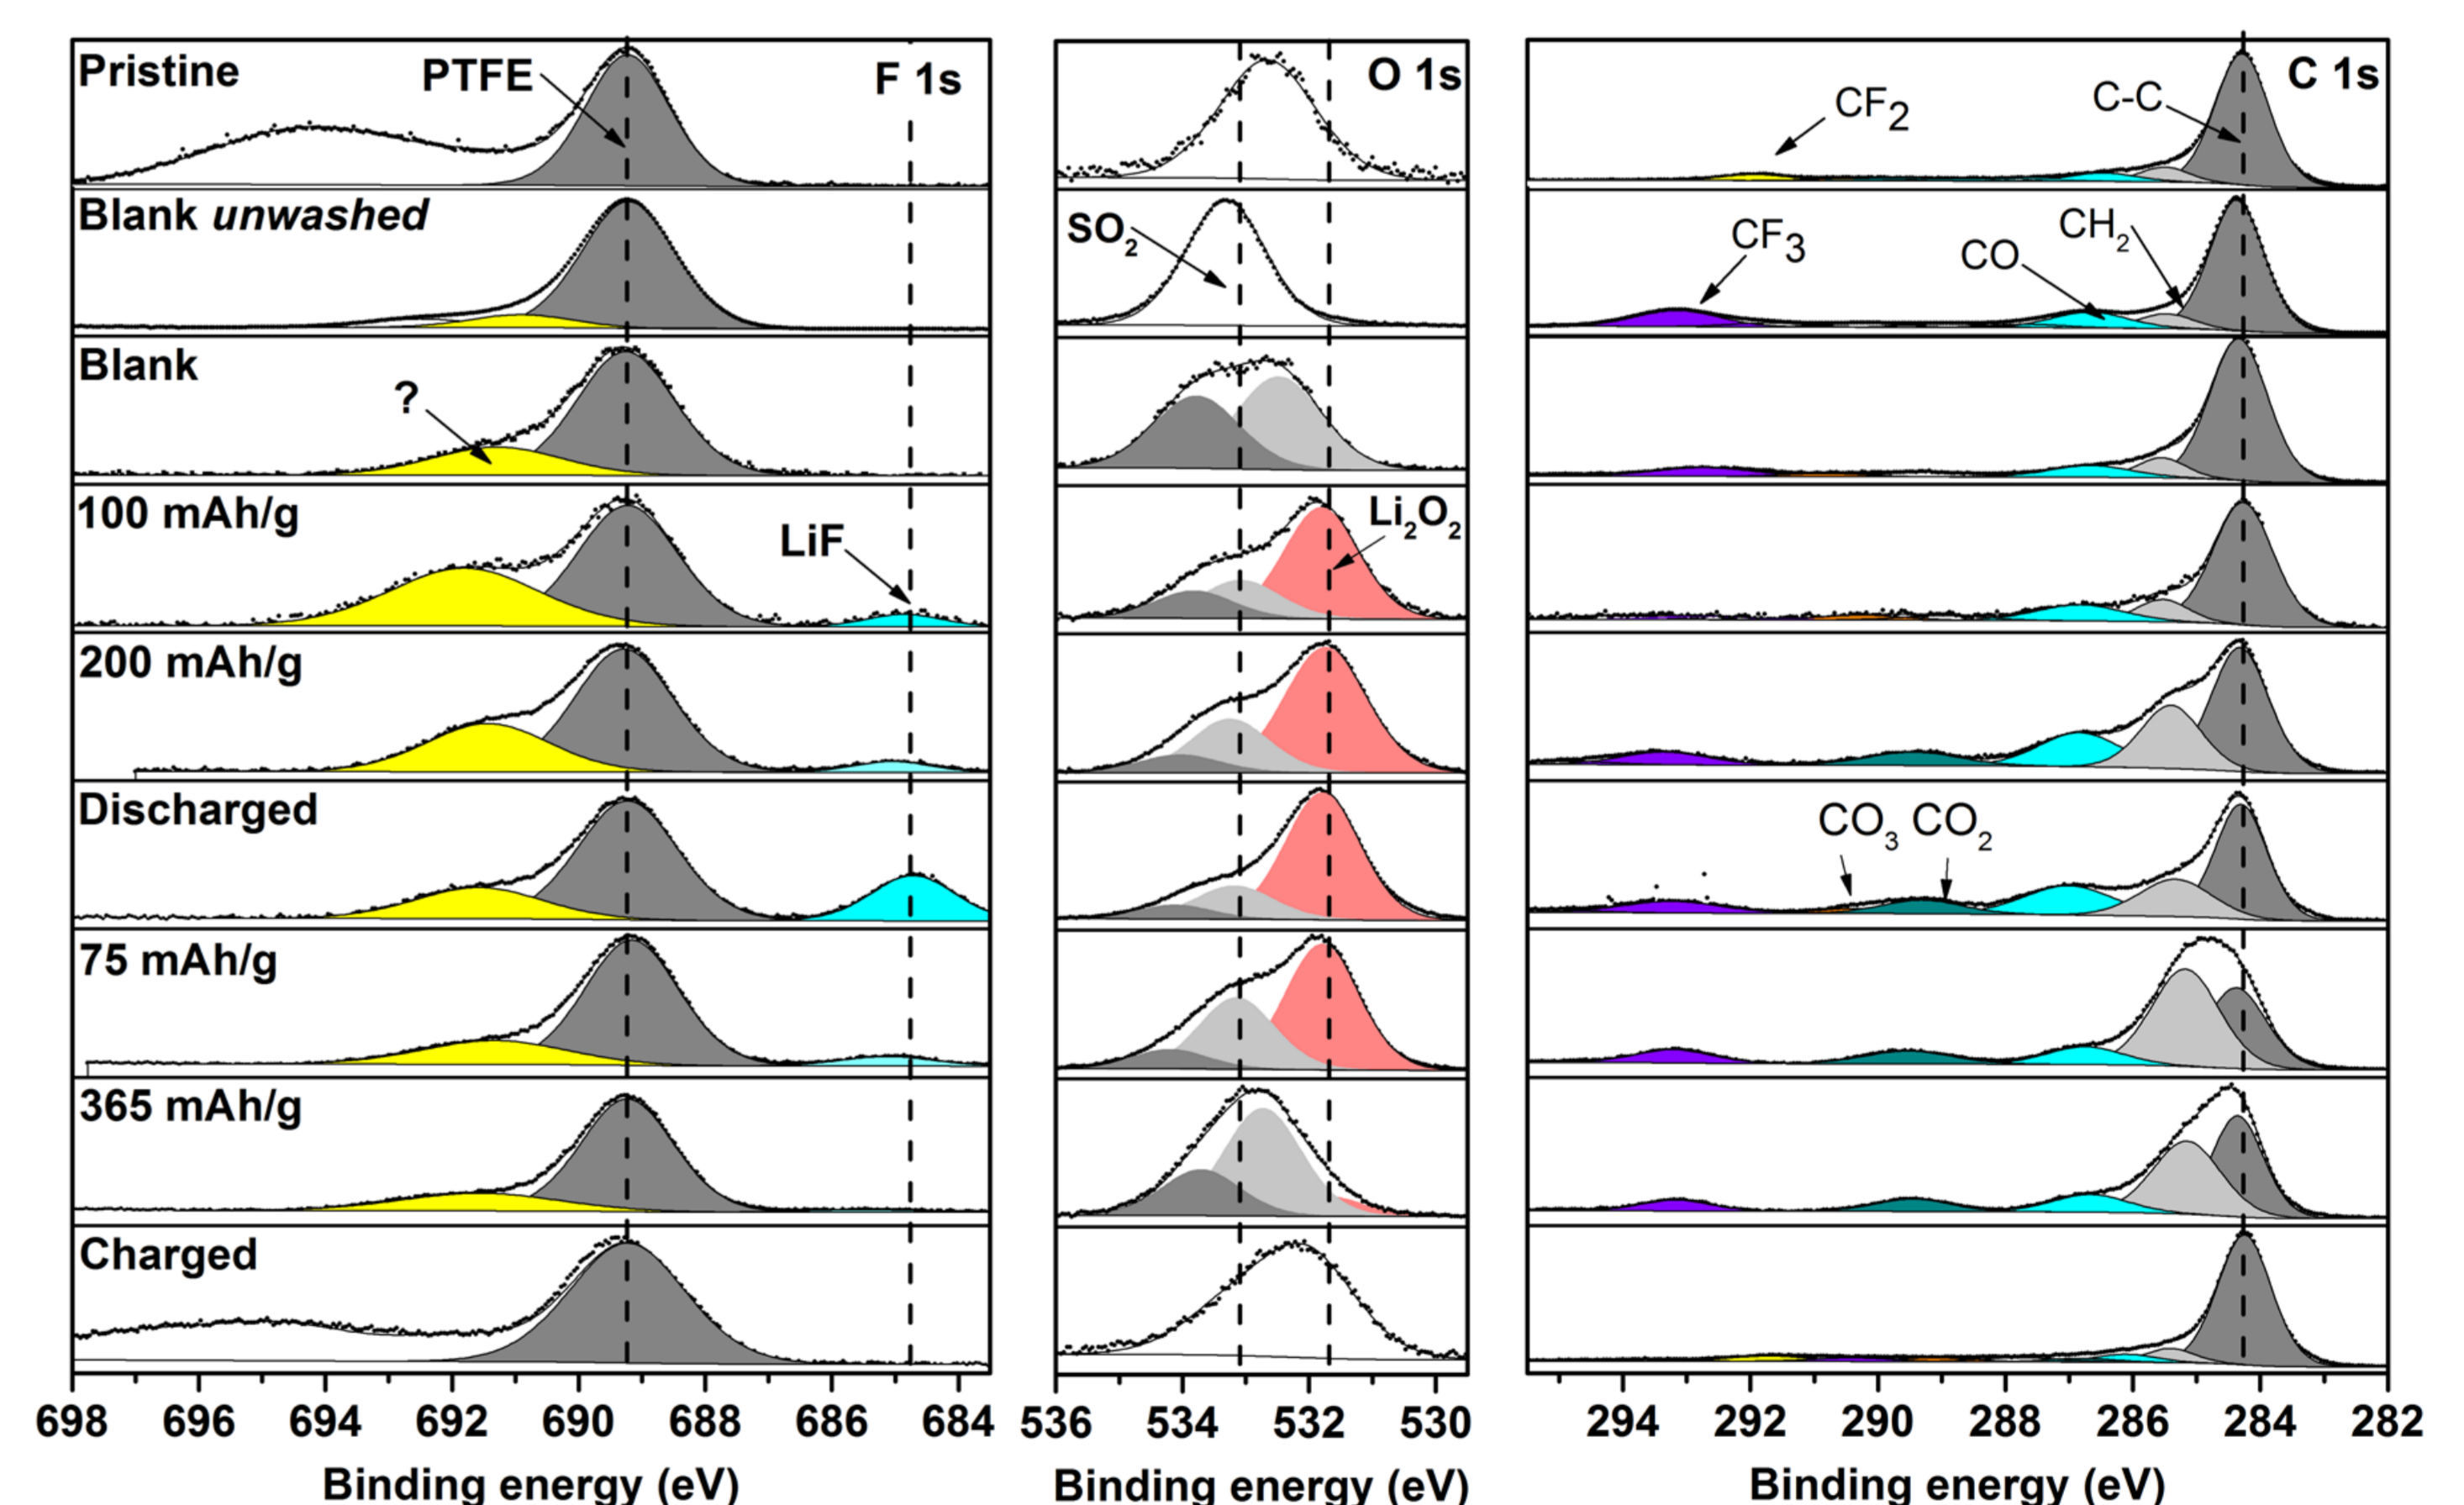 Pristine
PTFE
F 1s
O 1s
CF2
C-C
C 1s
Blank unwashed
SO2
CF3
CO
CH2
Blank
?
100 mAh/g
LiF
Li2O2
200 mAh/g
Discharged
CO3 CO2
75 mAh/g
365 mAh/g
Charged
698 696 694 692 690 688 686 684
536 534 532 530
294 292 290 288 286 284 282
Binding energy (eV)
Binding energy (eV)
Binding energy (eV)